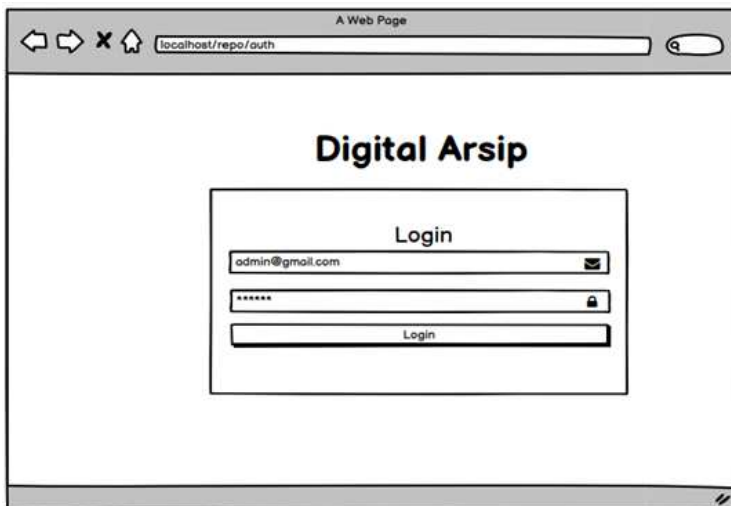 A Web Page
localhost/repo/auth
Digital Arsip
Login
admin@gmail.com
******
Login